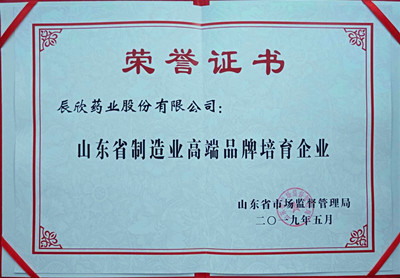 荣誉证书
辰欣药业股份有限公司：
山东省制造业高端品牌培育企业
山东省市场监督管理局
二〇一九年五月